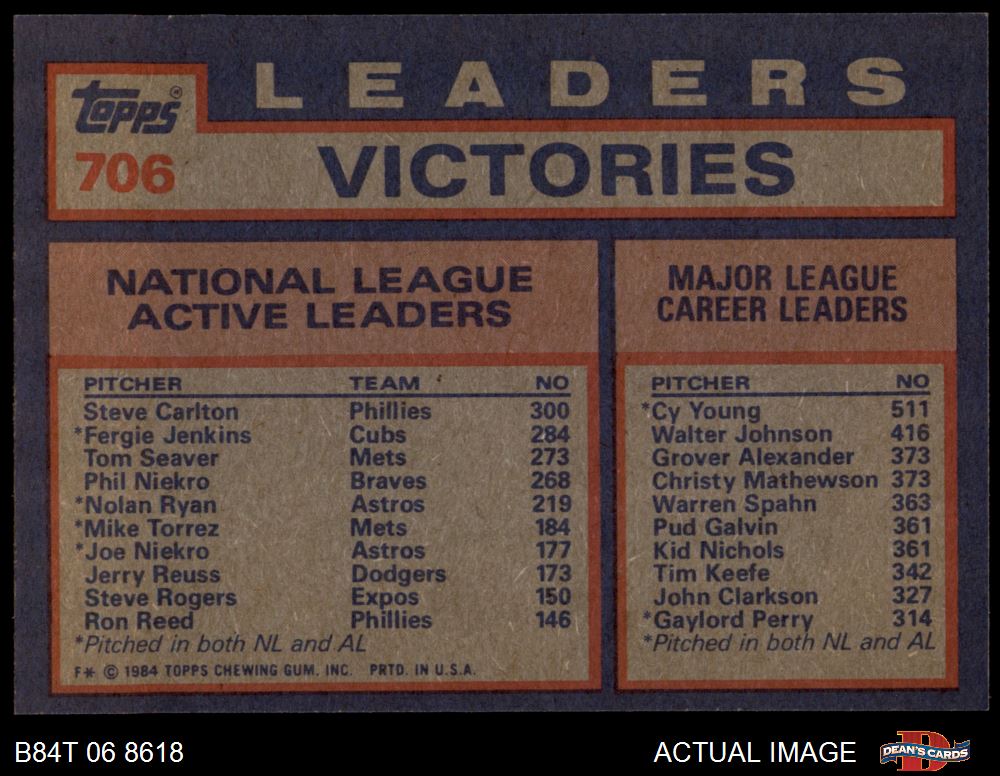 topps ®
706
LEADERS
VICTORIES
NATIONAL LEAGUE
ACTIVE LEADERS
PITCHER TEAM NO
Steve Carlton Phillies 300
*Fergie Jenkins Cubs 284
Tom Seaver Mets 273
Phil Niekro Braves 268
*Nolan Ryan Astros 219
*Mike Torrez Mets 184
*Joe Niekro Astros 177
Jerry Reuss Dodgers 173
Steve Rogers Expos 150
Ron Reed Phillies 146
*Pitched in both NL and AL
F* © 1984 TOPPS CHEWING GUM, INC. PRTD. IN U.S.A.
MAJOR LEAGUE
CAREER LEADERS
PITCHER NO
*Cy Young 511
Walter Johnson 416
Grover Alexander 373
Christy Mathewson 373
Warren Spahn 363
Pud Galvin 361
Kid Nichols 361
Tim Keefe 342
John Clarkson 327
*Gaylord Perry 314
*Pitched in both NL and AL
B84T 06 8618
ACTUAL IMAGE
DEAN'S CARDS